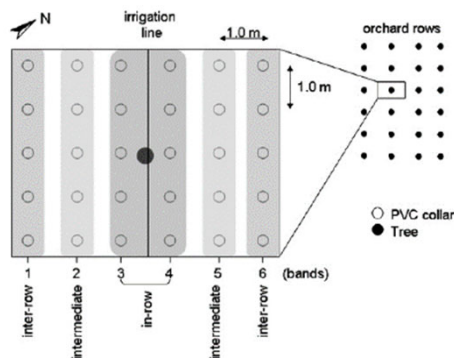 N
irrigation
line
1.0 m
orchard rows
1.0 m
PVC collar
Tree
1 2 3 4 5 6 (bands)
inter-row
intermediate
in-row
intermediate
inter-row